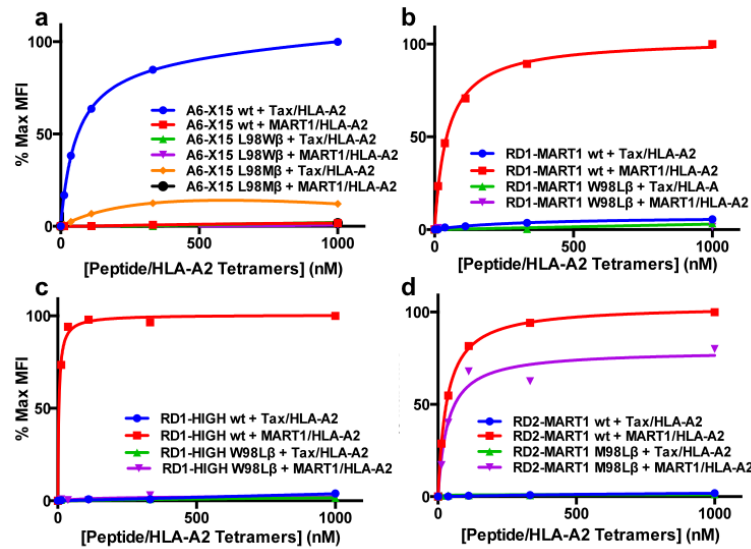 a
% Max MFI
100
50
0
A6-X15 wt + Tax/HLA-A2
A6-X15 wt + MART1/HLA-A2
A6-X15 L98Wβ + Tax/HLA-A2
A6-X15 L98Wβ + MART1/HLA-A2
A6-X15 L98Mβ + Tax/HLA-A2
A6-X15 L98Mβ + MART1/HLA-A2
0 500 1000
[Peptide/HLA-A2 Tetramers] (nM)
b
% Max MFI
100
50
0
RD1-MART1 wt + Tax/HLA-A2
RD1-MART1 wt + MART1/HLA-A2
RD1-MART1 W98Lβ + Tax/HLA-A
RD1-MART1 W98Lβ + MART1/HLA-A2
0 500 1000
[Peptide/HLA-A2 Tetramers] (nM)
c
% Max MFI
100
50
0
RD1-HIGH wt + Tax/HLA-A2
RD1-HIGH wt + MART1/HLA-A2
RD1-HIGH W98Lβ + Tax/HLA-A2
RD1-HIGH W98Lβ + MART1/HLA-A2
0 500 1000
[Peptide/HLA-A2 Tetramers] (nM)
d
100
50
0
RD2-MART1 wt + Tax/HLA-A2
RD2-MART1 wt + MART1/HLA-A2
RD2-MART1 M98Lβ + Tax/HLA-A2
RD2-MART1 M98Lβ + MART1/HLA-A2
0 500 1000
[Peptide/HLA-A2 Tetramers] (nM)